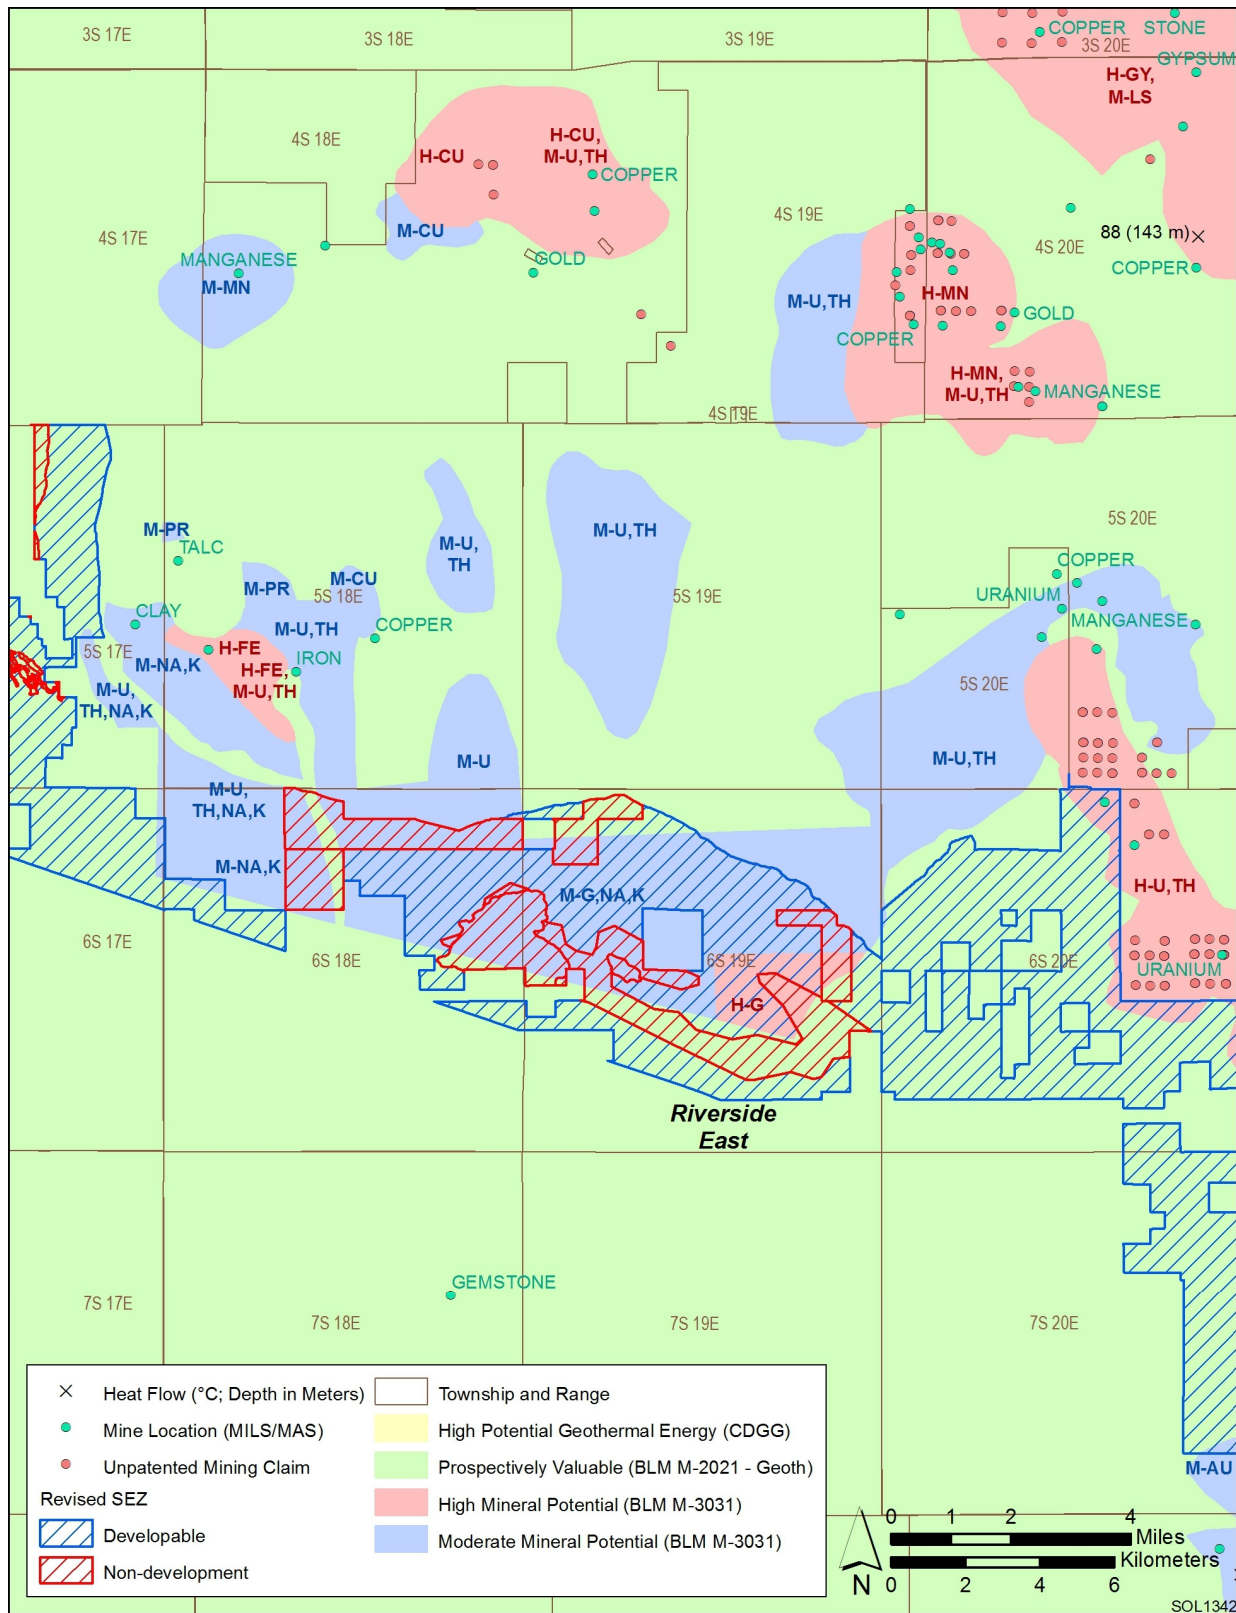 3S 17E
3S 18E
3S 19E
COPPER
STONE
3S 20E
GYPSUM
H-GY,
M-LS
4S 18E
H-CU
H-CU,
M-U,TH
COPPER
M-CU
4S 17E
MANGANESE
M-MN
GOLD
4S 19E
4S 20E
88 (143 m)
COPPER
M-U,TH
H-MN
GOLD
COPPER
H-MN,
M-U,TH
MANGANESE
4S 19E
M-PR
TALC
M-U,
TH
M-U,TH
5S 20E
M-PR
M-CU
5S 18E
5S 19E
COPPER
URANIUM
CLAY
M-U,TH
COPPER
MANGANESE
5S 17E
H-FE
M-NA,K
H-FE,
M-U,TH
IRON
5S 20E
M-U,
TH,NA,K
M-U
M-U,TH
M-U,
TH,NA,K
M-NA,K
M-G,NA,K
H-U,TH
6S 17E
6S 18E
6S 19E
6S 20E
URANIUM
H-G
Riverside
East
GEMSTONE
7S 17E
7S 18E
7S 19E
7S 20E
M-AU
Heat Flow (°C; Depth in Meters)
Mine Location (MILS/MAS)
Unpatented Mining Claim
Revised SEZ
Developable
Non-development
Township and Range
High Potential Geothermal Energy (CDGG)
Prospectively Valuable (BLM M-2021 - Geoth)
High Mineral Potential (BLM M-3031)
Moderate Mineral Potential (BLM M-3031)
N
0 1 2 4
Miles
Kilometers
0 2 4 6
SOL1342